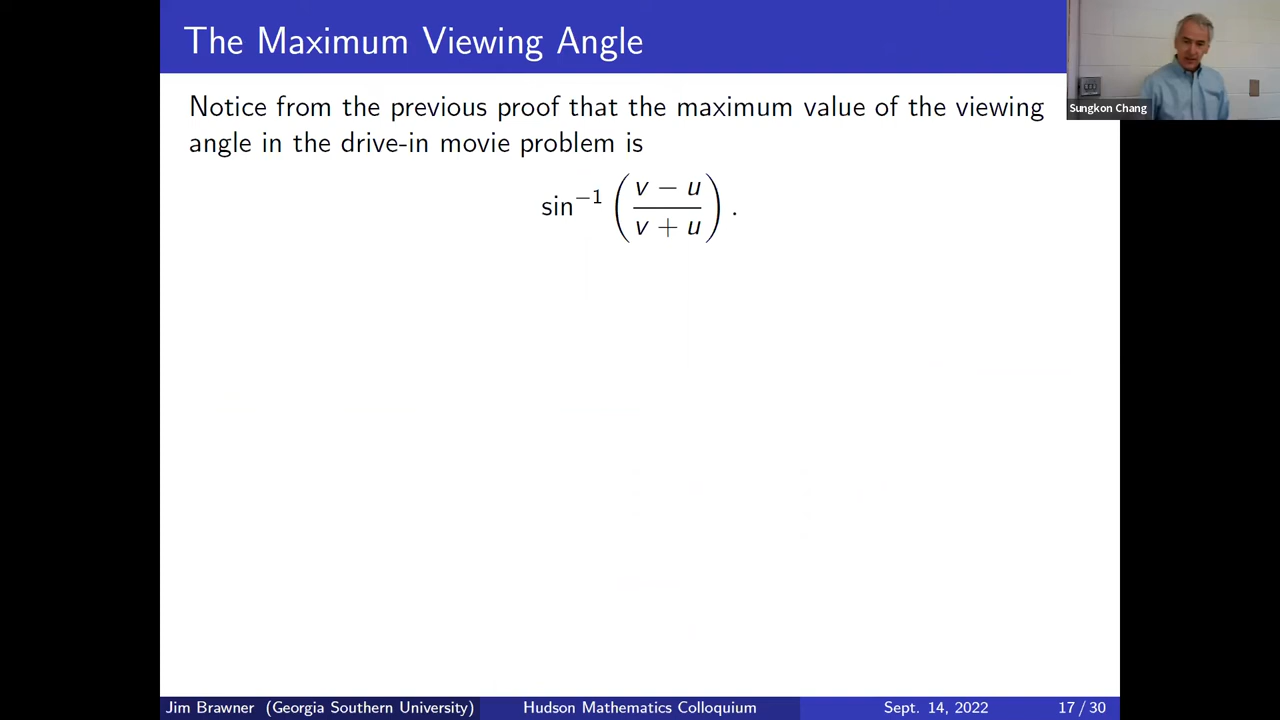 The Maximum Viewing Angle
Sungkon Chang
Notice from the previous proof that the maximum value of the viewing
angle in the drive-in movie problem is
sin⁻¹ ( (v − u) / (v + u) ) .
Jim Brawner (Georgia Southern University) Hudson Mathematics Colloquium Sept. 14, 2022 17 / 30